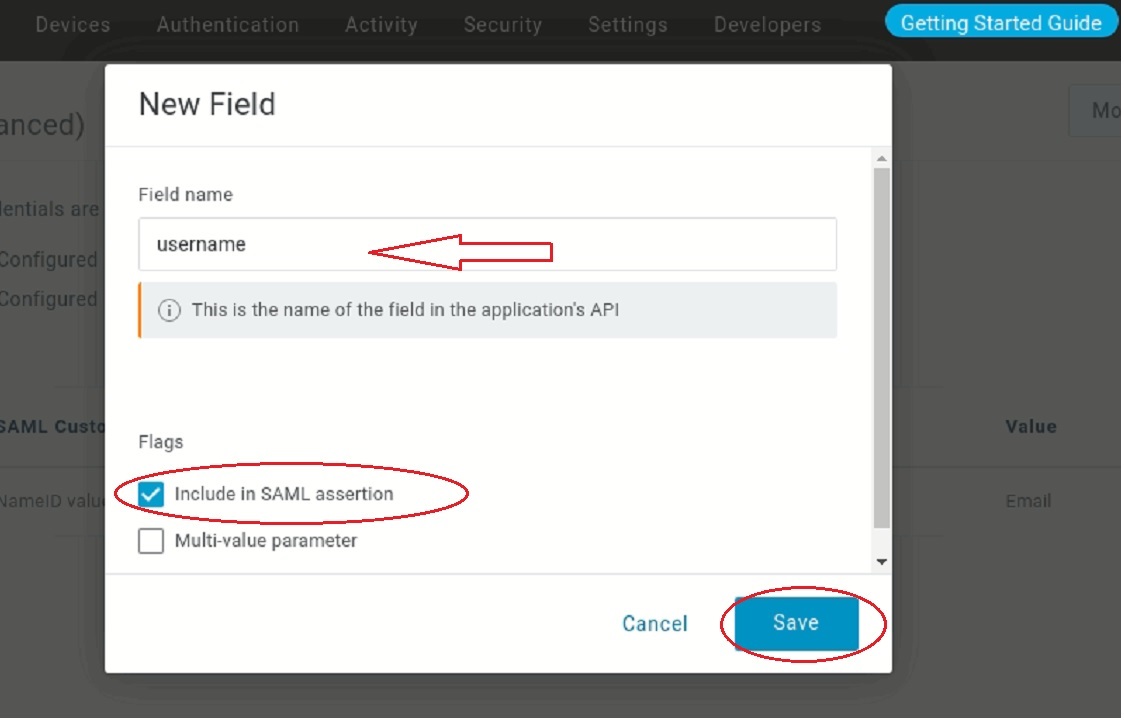 Devices Authentication Activity Security Settings Developers Getting Started Guide
New Field
anced)
Mo
Field name
dentials are
username
Configured
Configured
This is the name of the field in the application's API
SAML Custo
Value
Flags
NameID valu
Include in SAML assertion
Email
Multi-value parameter
Cancel Save